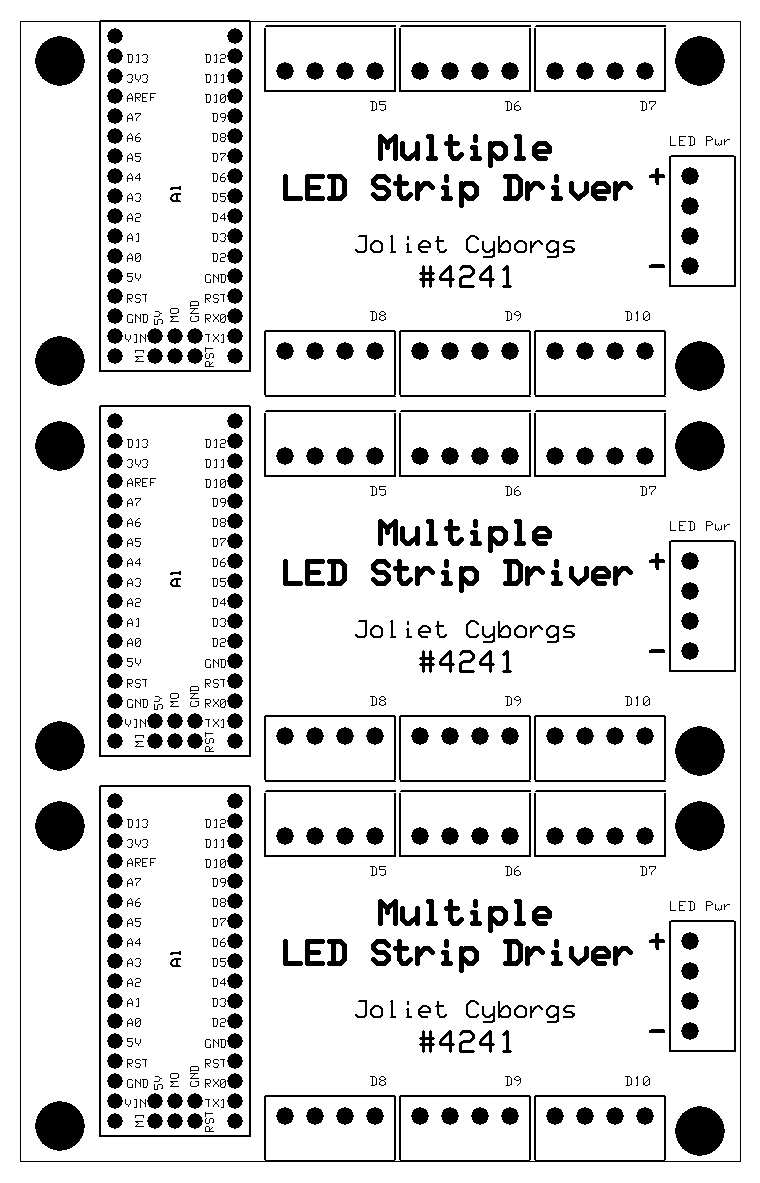 D5 D6 D7
D13 D12
3V3 D11
AREF D10
A7 D9
A6 D8
A5 D7
A4 D6
A3 D5
A2 D4
A1 D3
A0 D2
5V GND
RST RST
GND 5V MO GND RX0
VIN TX1
MI RST
A1
LED Pwr
Multiple
LED Strip Driver
+
Joliet Cyborgs
#4241
-
D8 D9 D10
D5 D6 D7
D13 D12
3V3 D11
AREF D10
A7 D9
A6 D8
A5 D7
A4 D6
A3 D5
A2 D4
A1 D3
A0 D2
5V GND
RST RST
GND 5V MO GND RX0
VIN TX1
MI RST
A1
LED Pwr
Multiple
LED Strip Driver
+
Joliet Cyborgs
#4241
-
D8 D9 D10
D5 D6 D7
D13 D12
3V3 D11
AREF D10
A7 D9
A6 D8
A5 D7
A4 D6
A3 D5
A2 D4
A1 D3
A0 D2
5V GND
RST RST
GND 5V MO GND RX0
VIN TX1
MI RST
A1
LED Pwr
Multiple
LED Strip Driver
+
Joliet Cyborgs
#4241
-
D8 D9 D10